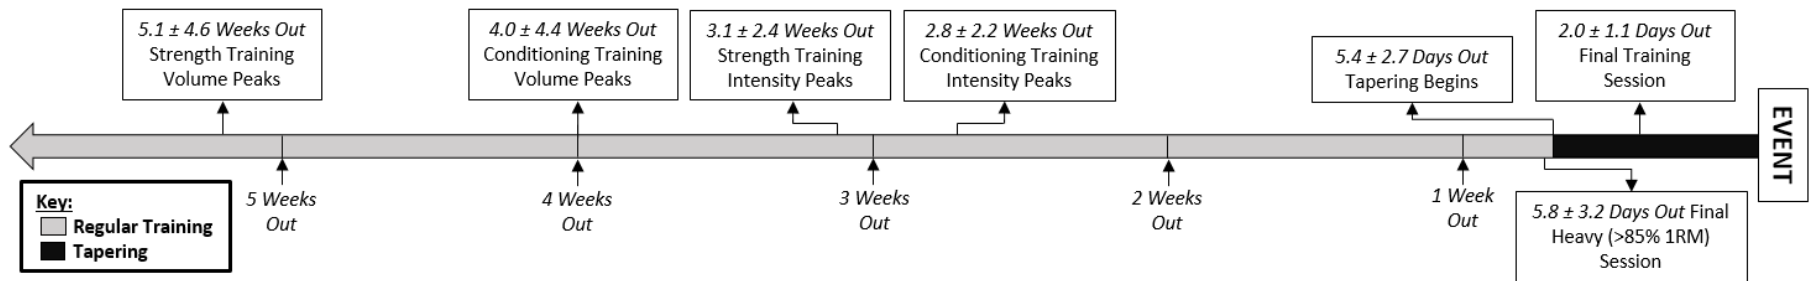 5.1 ± 4.6 Weeks Out
Strength Training
Volume Peaks
4.0 ± 4.4 Weeks Out
Conditioning Training
Volume Peaks
3.1 ± 2.4 Weeks Out
Strength Training
Intensity Peaks
2.8 ± 2.2 Weeks Out
Conditioning Training
Intensity Peaks
5.4 ± 2.7 Days Out
Tapering Begins
2.0 ± 1.1 Days Out
Final Training
Session
EVENT
Key:
Regular Training
Tapering
5 Weeks
Out
4 Weeks
Out
3 Weeks
Out
2 Weeks
Out
1 Week
Out
5.8 ± 3.2 Days Out Final
Heavy (>85% 1RM)
Session